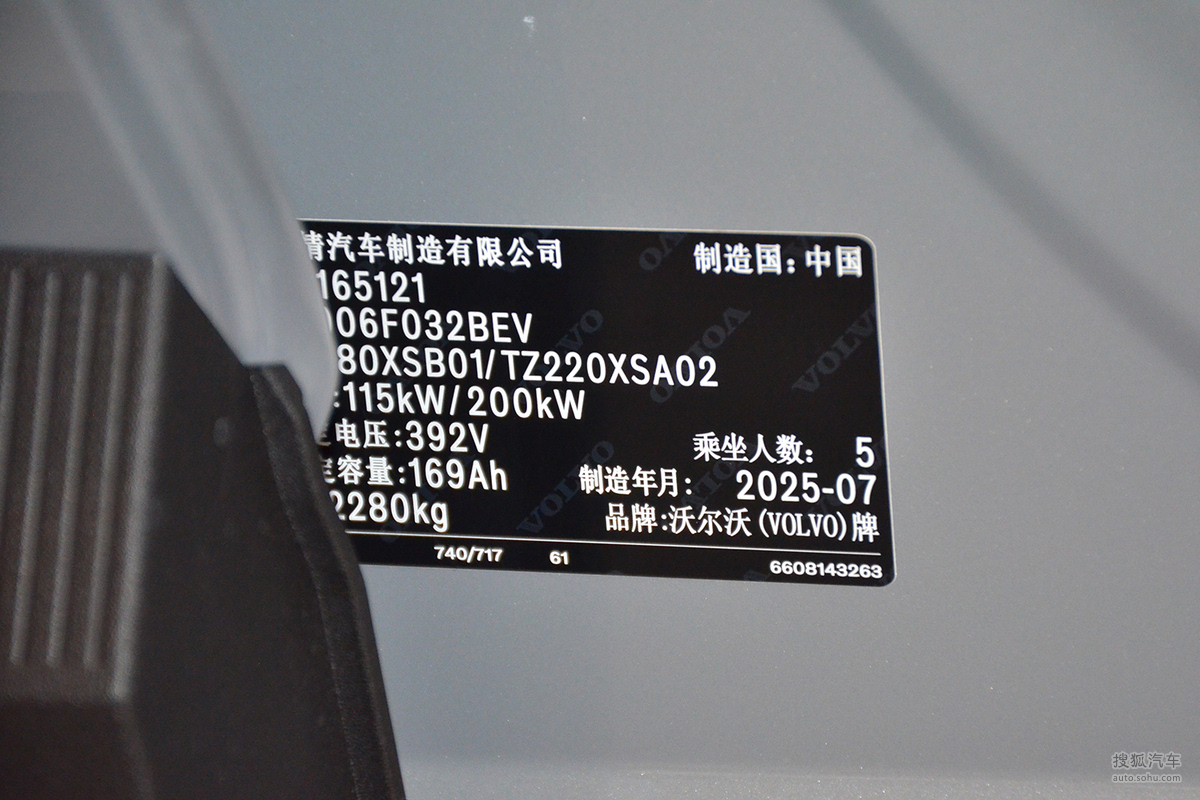 汽车制造有限公司 制造国:中国
165121
06F032BEV
80XSB01/TZ220XSA02
:115kW/200kW
电压:392V 乘坐人数: 5
容量:169Ah 制造年月: 2025-07
2280kg 品牌:沃尔沃(VOLVO)牌
740/717 61 6608143263
搜狐汽车
auto.sohu.com